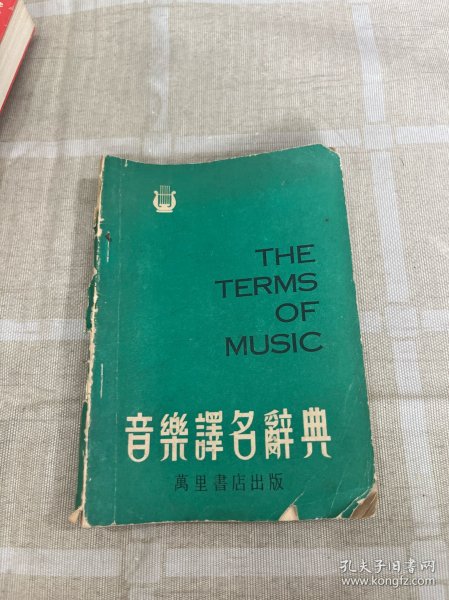 THE
TERMS
OF
MUSIC
音樂譯名辭典
萬里書店出版
孔夫子旧书网
www.kongfz.com